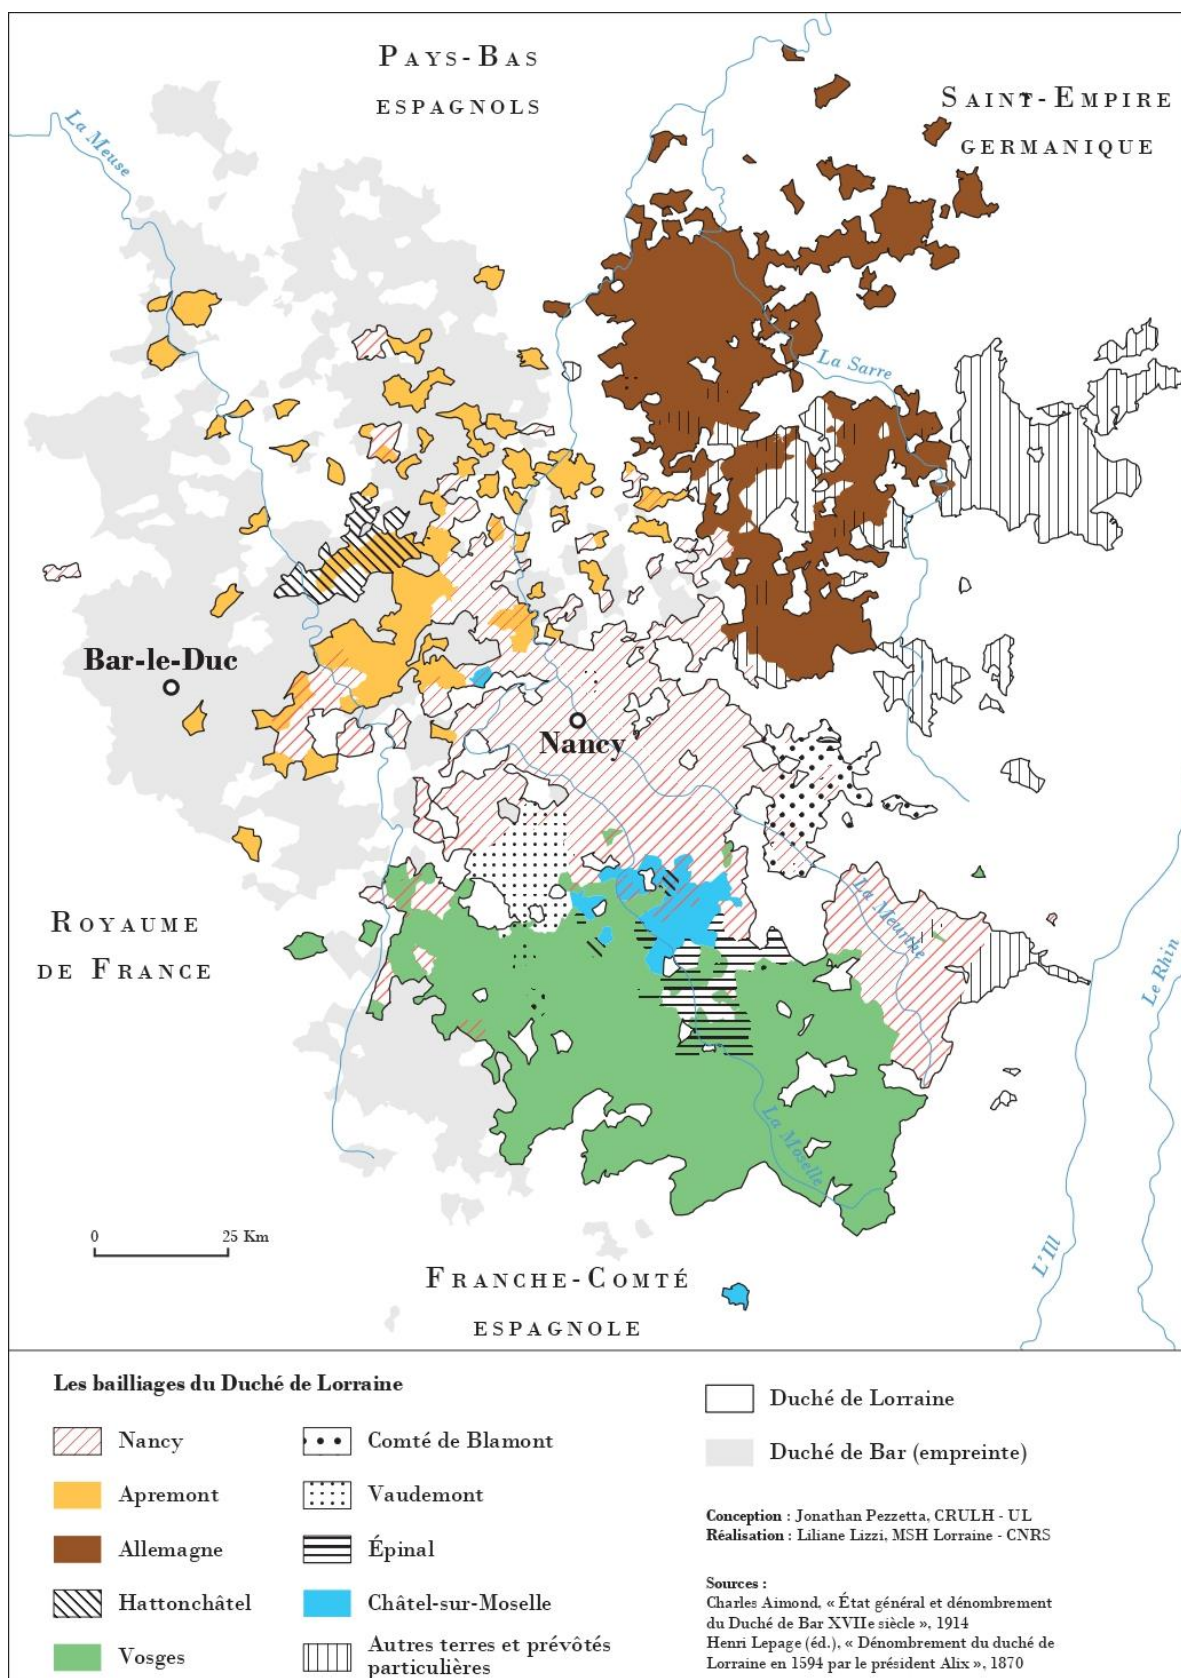 PAYS-BAS
ESPAGNOLS
SAINT-EMPIRE
GERMANIQUE
La Meuse
La Sarre
Bar-le-Duc
Nancy
La Meurthe
ROYAUME
DE FRANCE
Le Rhin
La Moselle
L'Ill
0 25 Km
FRANCHE-COMTÉ
ESPAGNOLE
Les bailliages du Duché de Lorraine
Nancy
Apremont
Allemagne
Hattonchâtel
Vosges
Comté de Blamont
Vaudemont
Épinal
Châtel-sur-Moselle
Autres terres et prévôtés
particulières
Duché de Lorraine
Duché de Bar (empreinte)
Conception : Jonathan Pezzetta, CRULH - UL
Réalisation : Liliane Lizzi, MSH Lorraine - CNRS
Sources :
Charles Aimond, « État général et dénombrement
du Duché de Bar XVIIe siècle », 1914
Henri Lepage (éd.), « Dénombrement du duché de
Lorraine en 1594 par le président Alix », 1870